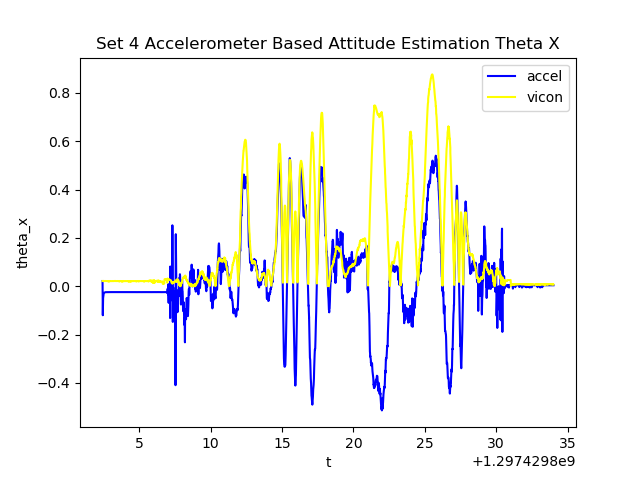 Set 4 Accelerometer Based Attitude Estimation Theta X
accel
vicon
theta_x
0.8
0.6
0.4
0.2
0.0
−0.2
−0.4
5
10
15
20
25
30
35
t
+1.2974298e9